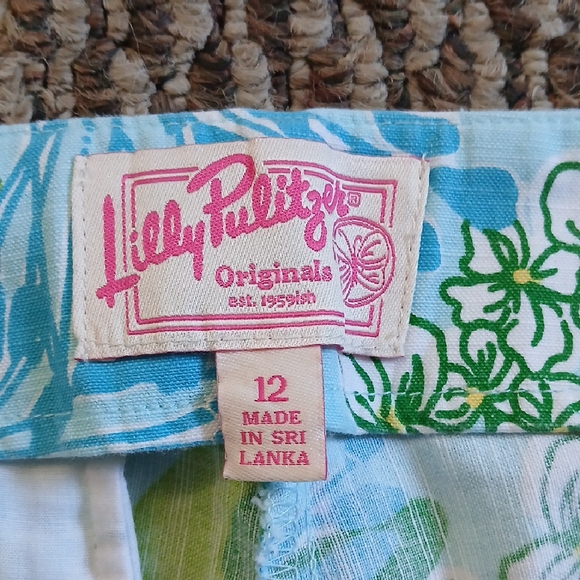 Lilly Pulitzer®
Originals
est. 1959ish
12
MADE
IN SRI
LANKA